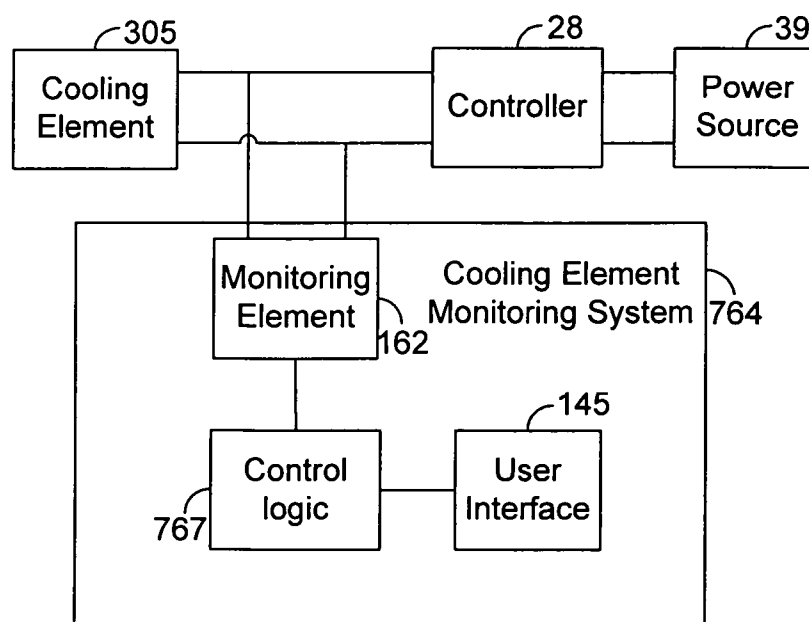 305
28
39
Cooling
Element
Controller
Power
Source
Monitoring
Element
162
Cooling Element
Monitoring System
764
145
Control
logic
767
User
Interface